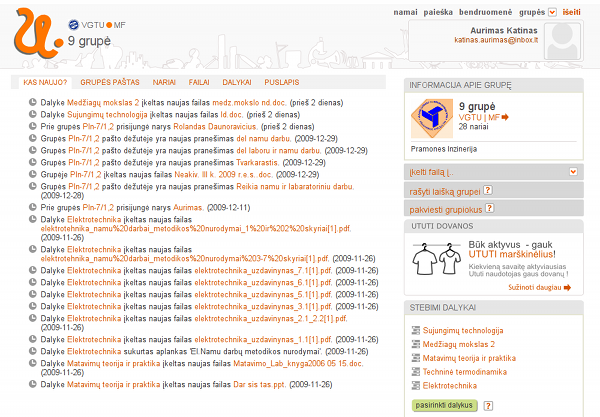 namai paieška bendruomenė grupės išeiti
VGTU MF
9 grupė
Aurimas Katinas
katinas.aurimas@inbox.lt
KAS NAUJO? GRUPĖS PAŠTAS NARIAI FAILAI DALYKAI PUSLAPIS
Dalyke Medžiagų mokslas 2 įkeltas naujas failas medz.mokslo nd.doc. (prieš 2 dienas)
Dalyke Sujungimų technologija įkeltas naujas failas ld.doc. (prieš 2 dienas)
Prie grupės PIn-7/1,2 prisijungė narys Rolandas Daunoravicius. (prieš 2 dienas)
Grupės PIn-7/1,2 pašto dėžutėje yra naujas pranešimas del namu darbu. (2009-12-29)
Grupės PIn-7/1,2 pašto dėžutėje yra naujas pranešimas del laboru ir namu darbu. (2009-12-29)
Grupės PIn-7/1,2 pašto dėžutėje yra naujas pranešimas Tvarkarastis. (2009-12-29)
Grupėje PIn-7/1,2 įkeltas naujas failas Neakiv. III k. 2009 r.e.s. doc. (2009-12-29)
Grupės PIn-7/1,2 pašto dėžutėje yra naujas pranešimas Reikia namu ir labaratoriniu darbu.
(2009-12-28)
Prie grupės PIn-7/1,2 prisijungė narys Aurimas. (2009-12-11)
Dalyke Elektrotechnika įkeltas naujas failas
elektrotechnika_namu%20darbai_metodikos%20nurodymai_1%20ir%202%20skyriai[1].pdf.
(2009-11-26)
Dalyke Elektrotechnika įkeltas naujas failas
elektrotechnika_namu%20darbai_metodikos%20nurodymai%203-7%20skyriai[1].pdf. (2009-11-26)
Dalyke Elektrotechnika įkeltas naujas failas elektrotechnika_uzdavinynas_7.1[1].pdf. (2009-11-26)
Dalyke Elektrotechnika įkeltas naujas failas elektrotechnika_uzdavinynas_6.1[1].pdf. (2009-11-26)
Dalyke Elektrotechnika įkeltas naujas failas elektrotechnika_uzdavinynas_5.1[1].pdf. (2009-11-26)
Dalyke Elektrotechnika įkeltas naujas failas elektrotechnika_uzdavinynas_3.1[1].pdf. (2009-11-26)
Dalyke Elektrotechnika įkeltas naujas failas elektrotechnika_uzdavinynas_2.1_2.2[1].pdf.
(2009-11-26)
Dalyke Elektrotechnika įkeltas naujas failas elektrotechnika_uzdavinynas_1.1[1].pdf. (2009-11-26)
Dalyke Elektrotechnika sukurtas aplankas 'El.Namu darbų metodikos nurodymai'. (2009-11-26)
Dalyke Matavimų teorija ir praktika įkeltas naujas failas Matavimo_Lab_knyga2006 05 15.doc.
(2009-11-26)
Dalyke Matavimų teorija ir praktika įkeltas naujas failas Dar sis tas.ppt. (2009-11-26)
INFORMACIJA APIE GRUPĘ
9 grupė
VGTU | MF
28 nariai
Pramones Inzinerija
įkelti failą į..
rašyti laišką grupei ?
pakviesti grupiokus ?
UTUTI DOVANOS
Būk aktyvus - gauk
UTUTI marškinėlius!
Kiekvieną savaitę aktyviausias
Ututi naudotojas gaus dovanų!
Sužinoti daugiau
STEBIMI DALYKAI
Sujungimų technologija
Medžiagų mokslas 2
Matavimų teorija ir praktika
Techninė termodinamika
Elektrotechnika
pasirinkti dalykus ?